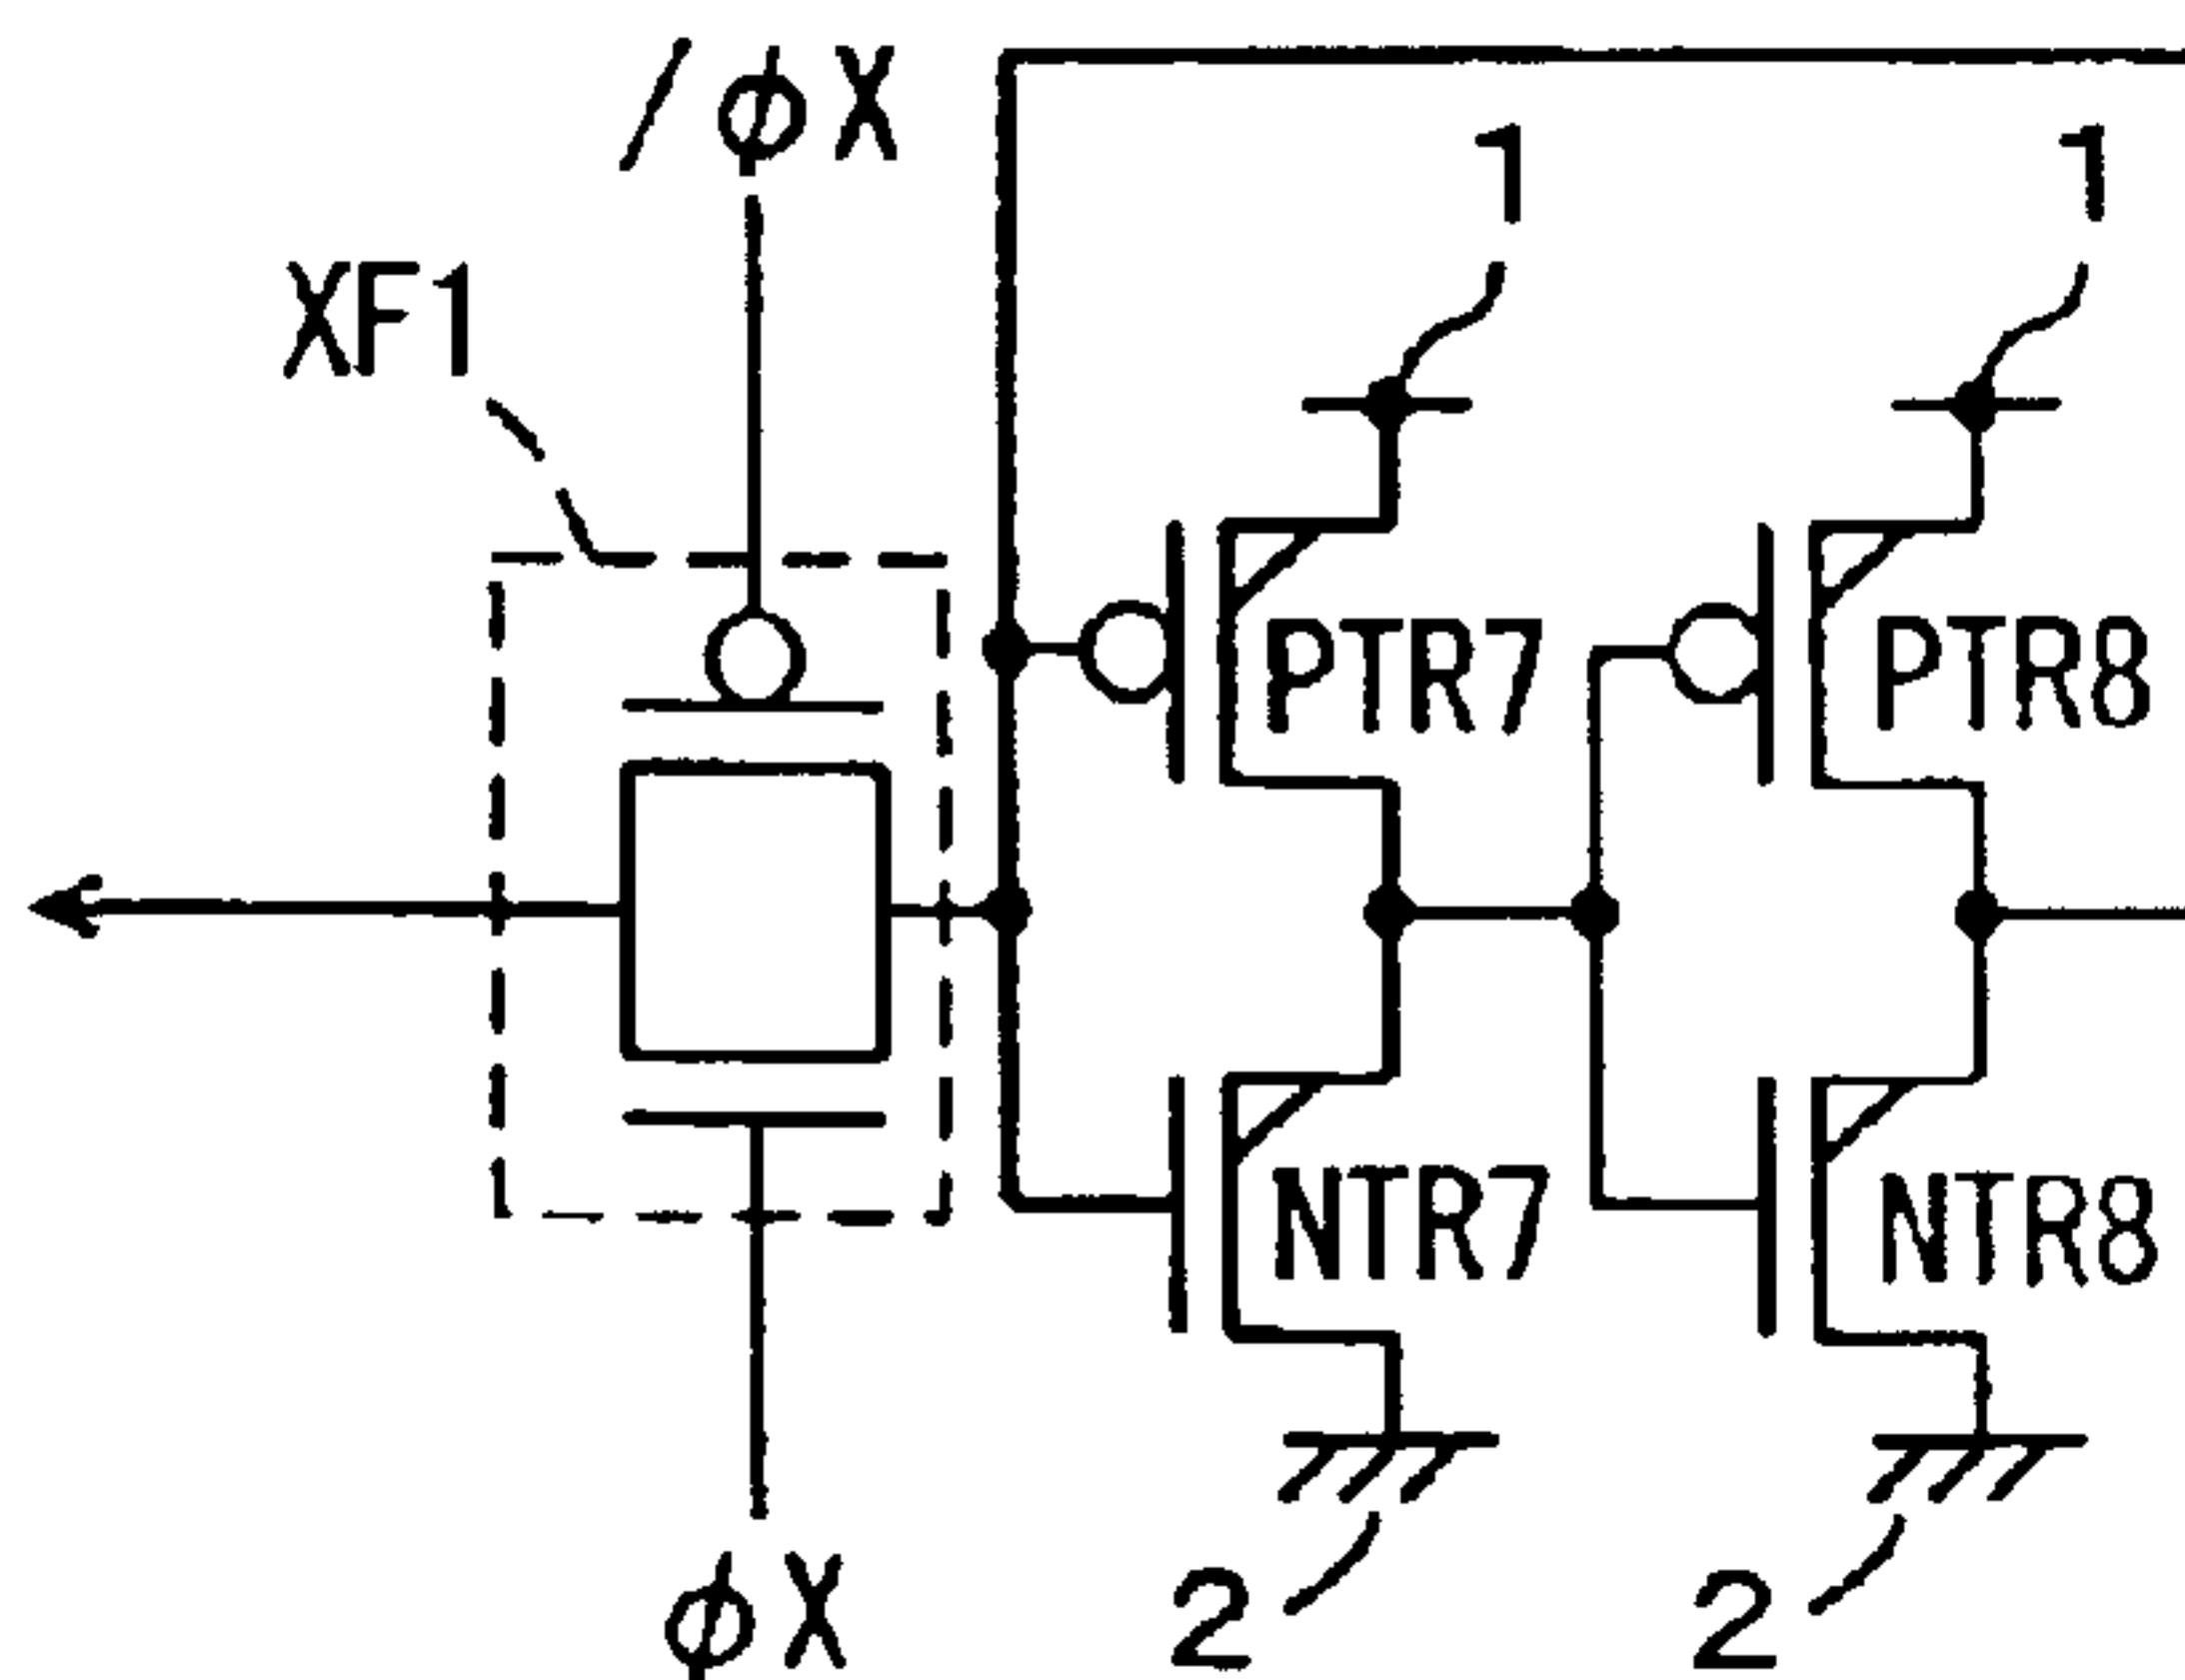 /φX
1 1
XF1
PTR7 PTR8
NTR7 NTR8
φX
2 2